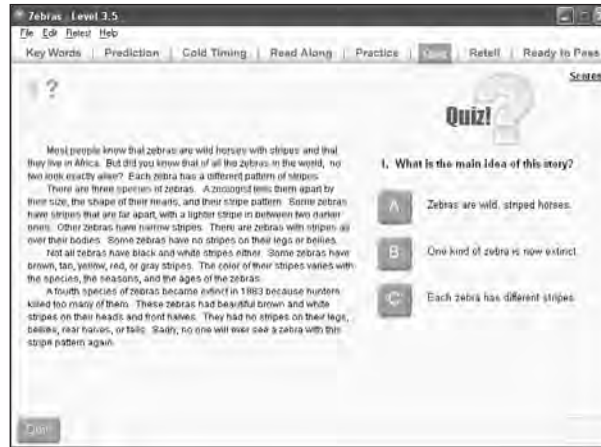 Zebras - Level 3.5
File Edit Retest Help
Key Words | Prediction | Cold Timing | Read Along | Practice | Quiz | Retell | Ready to Pass
Scores
?
Quiz!
Most people know that zebras are wild horses with stripes and that
they live in Africa. But did you know that of all the zebras in the world, no
two look exactly alike? Each zebra has a different pattern of stripes.
There are three species of zebras. A zoologist tells them apart by
their size, the shape of their heads, and their stripe pattern. Some zebras
have stripes that are far apart, with a lighter stripe in between two darker
ones. Other zebras have narrow stripes. There are zebras with stripes all
over their bodies. Some zebras have no stripes on their legs or bellies.
Not all zebras have black and white stripes either. Some zebras have
brown, tan, yellow, red, or gray stripes. The color of their stripes varies with
the species, the seasons, and the ages of the zebras.
A fourth species of zebras became extinct in 1883 because hunters
killed too many of them. These zebras had beautiful brown and white
stripes on their heads and front halves. They had no stripes on their legs,
bellies, rear halves, or tails. Sadly, no one will ever see a zebra with this
stripe pattern again.
1. What is the main idea of this story?
A Zebras are wild, striped horses.
B One kind of zebra is now extinct.
C Each zebra has different stripes.
Quit